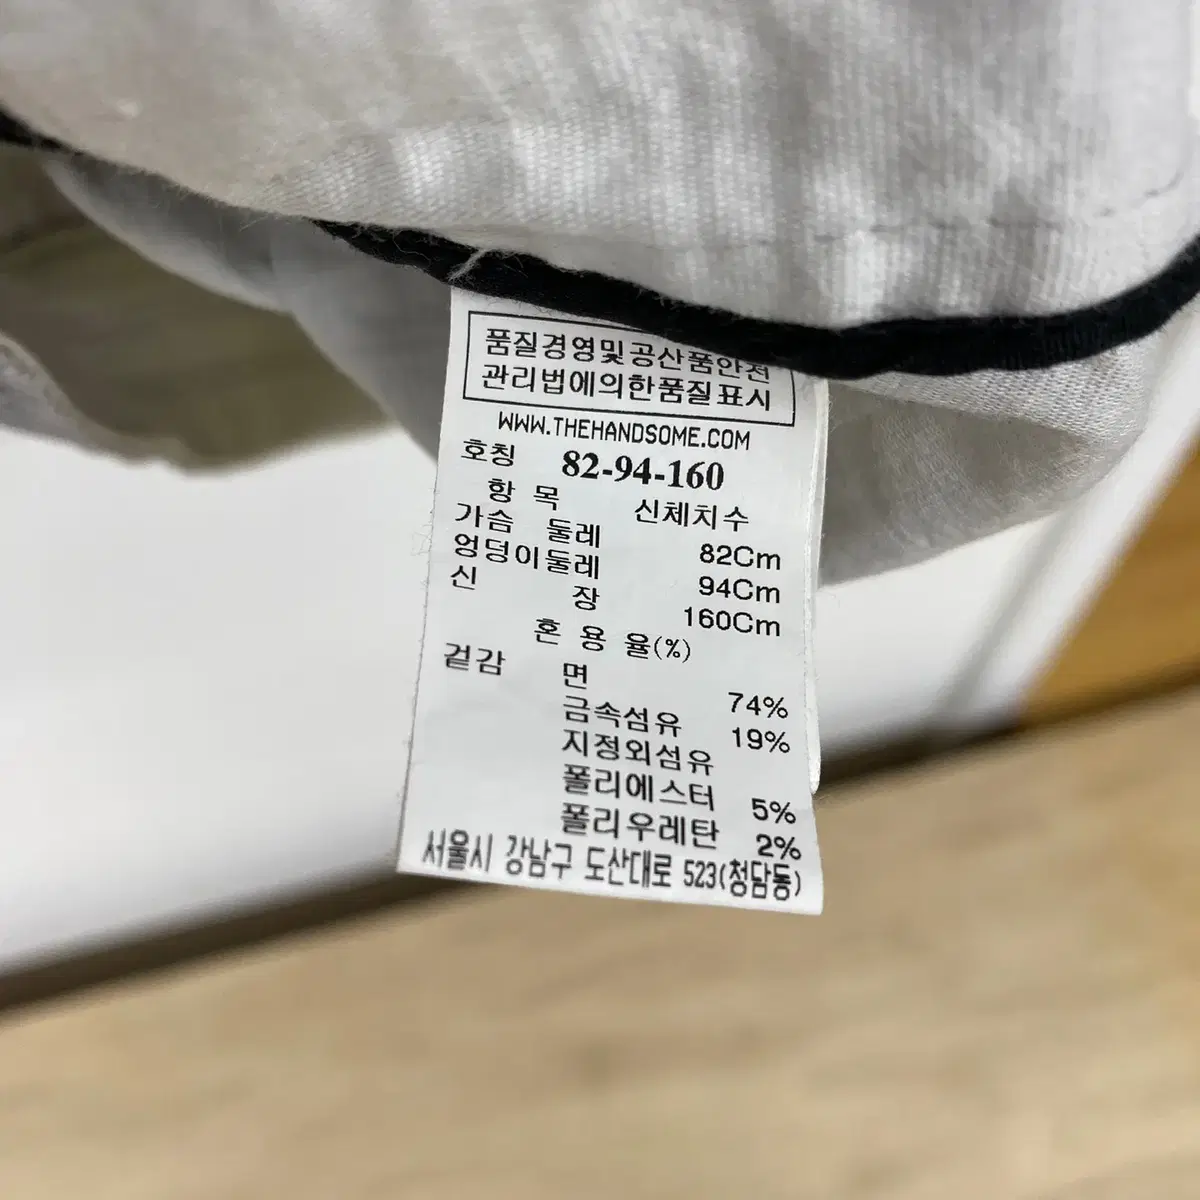 품질경영및공산품안전
관리법에의한품질표시
WWW.THEHANDSOME.COM
호칭 82-94-160
항 목 신체치수
가슴 둘레 82Cm
엉덩이둘레 94Cm
신 장 160Cm
혼 용 율(%)
겉감 면 74%
금속섬유 19%
지정외섬유
폴리에스터 5%
폴리우레탄 2%
서울시 강남구 도산대로 523(청담동)